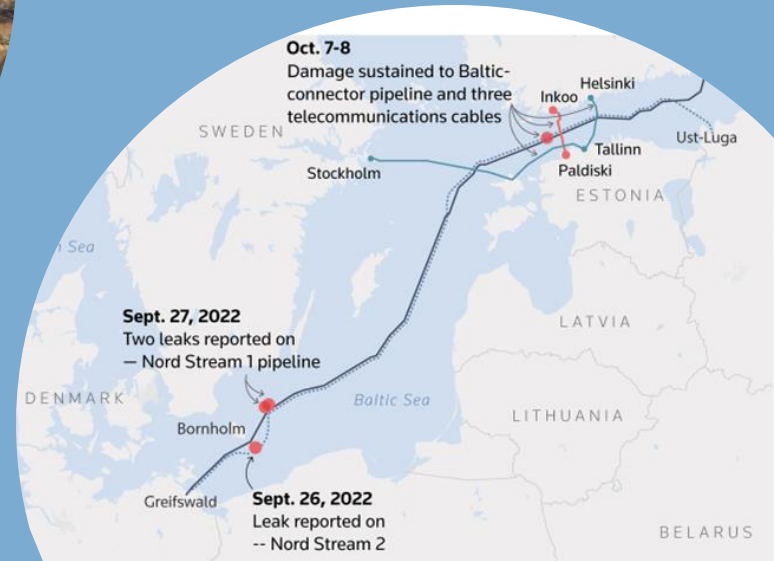 Oct. 7-8
Damage sustained to Baltic-
connector pipeline and three
telecommunications cables
Helsinki
Inkoo
SWEDEN
Ust-Luga
Stockholm
Tallinn
Paldiski
ESTONIA
Sea
Sept. 27, 2022
Two leaks reported on
— Nord Stream 1 pipeline
LATVIA
DENMARK
Baltic Sea
LITHUANIA
Bornholm
Greifswald
Sept. 26, 2022
Leak reported on
-- Nord Stream 2
BELARUS